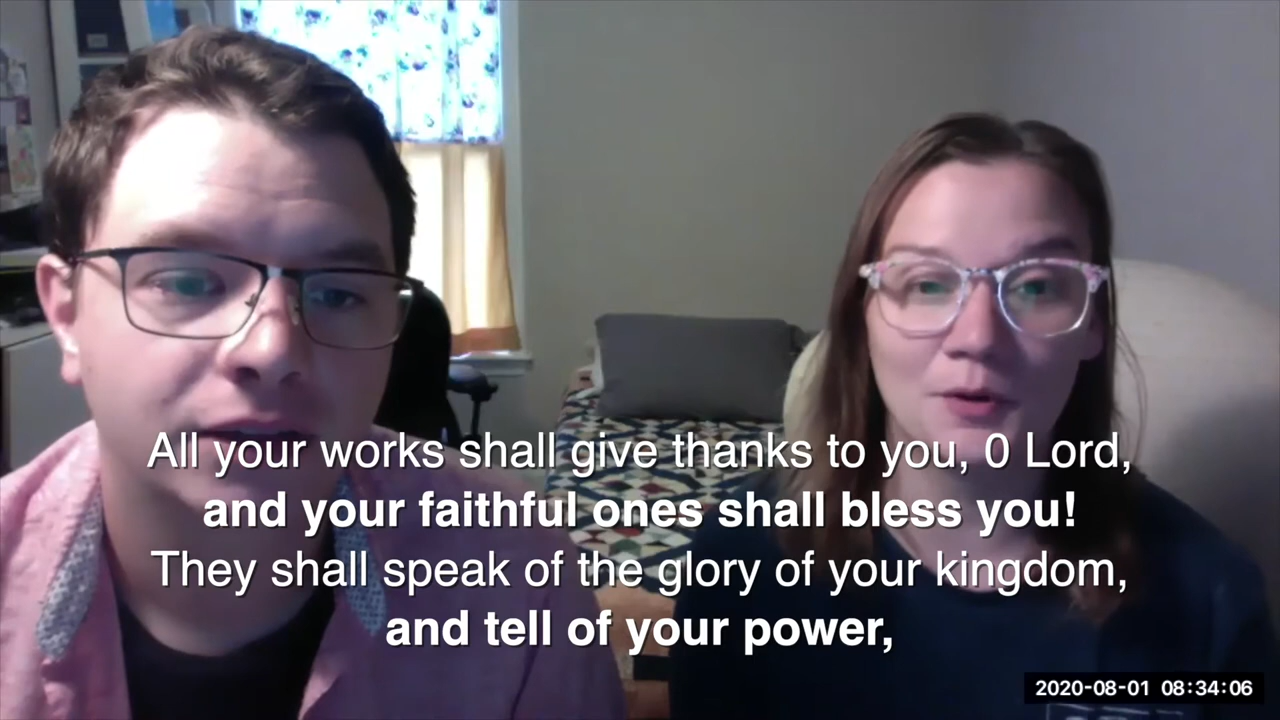 All your works shall give thanks to you, 0 Lord,
and your faithful ones shall bless you!
They shall speak of the glory of your kingdom,
and tell of your power,
2020-08-01 08:34:06